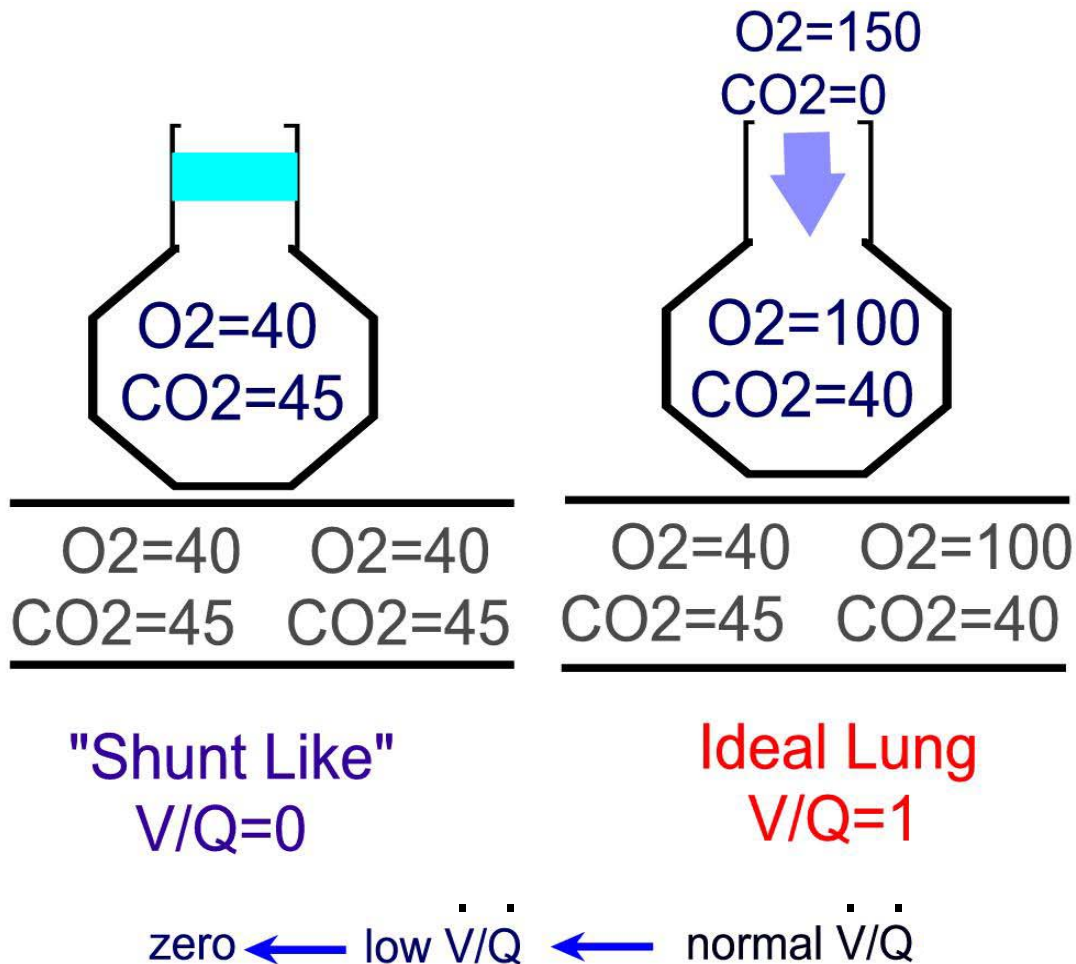 O2=150
CO2=0
O2=40
CO2=45
O2=100
CO2=40
O2=40 O2=40
CO2=45 CO2=45
O2=40 O2=100
CO2=45 CO2=40
"Shunt Like"
V/Q=0
Ideal Lung
V/Q=1
zero low V̇/Q̇ normal V̇/Q̇